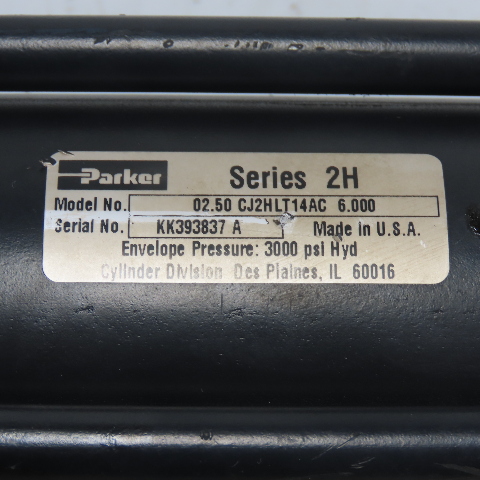 Parker Series 2H
Model No. 02.50 CJ2HLT14AC 6.000
Serial No. KK393837 A Made in U.S.A.
Envelope Pressure: 3000 psi Hyd
Cylinder Division Des Plaines, IL 60016